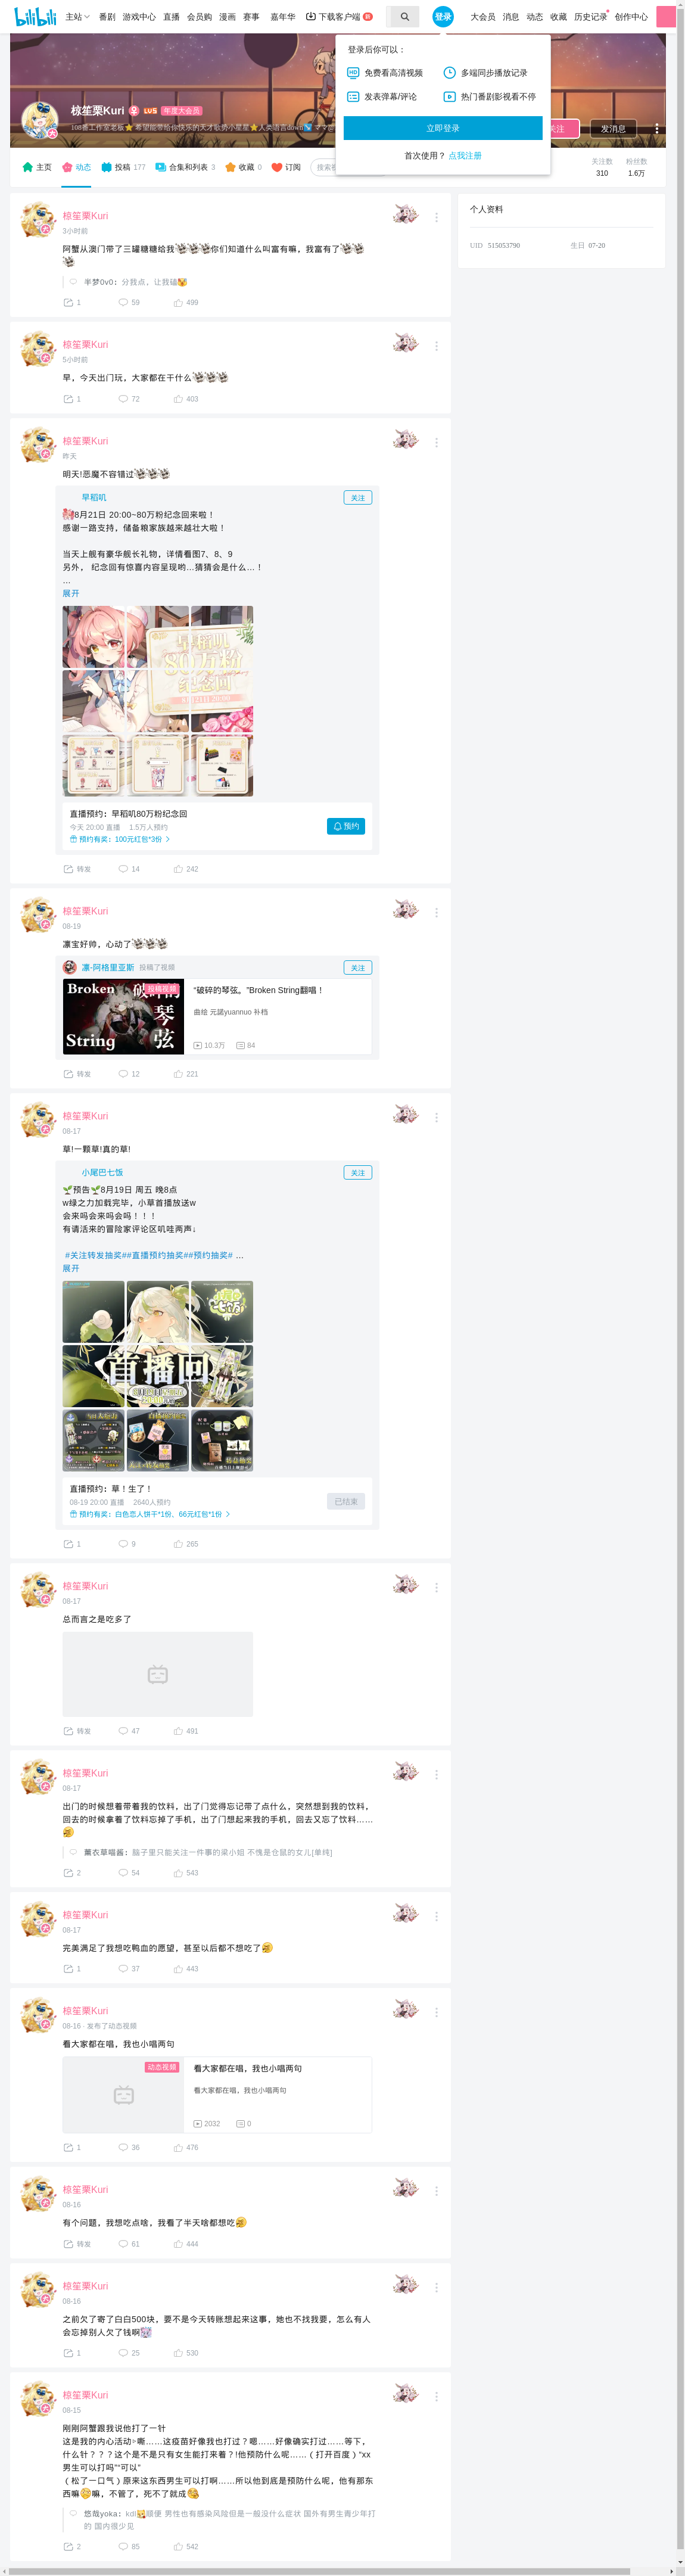 bilibili 主站 番剧 游戏中心 直播 会员购 漫画 赛事 嘉年华 下载客户端 登录 大会员 消息 动态 收藏 历史记录 创作中心
登录后你可以：
免费看高清视频 多端同步播放记录
发表弹幕/评论 热门番剧影视看不停
立即登录
首次使用？ 点我注册
椋笙栗Kuri LV5 年度大会员
关注 发消息
主页 动态 投稿 177 合集和列表 3 收藏 0 订阅
关注数 粉丝数
310 1.6万
个人资料
UID 515053790 生日 07-20
椋笙栗Kuri
3小时前
阿蟹从澳门带了三罐糖糖给我你们知道什么叫富有嘛，我富有了
半梦0v0：分我点，让我磕
1 59 499
椋笙栗Kuri
5小时前
早，今天出门玩，大家都在干什么
1 72 403
椋笙栗Kuri
昨天
明天!恶魔不容错过
早稻叽 关注
8月21日 20:00~80万粉纪念回来啦！
感谢一路支持，储备粮家族越来越壮大啦！
当天上舰有豪华舰长礼物，详情看图7、8、9
另外， 纪念回有惊喜内容呈现哟…猜猜会是什么…！
...
展开
早稻叽
80万粉
纪念回
直播预约：早稻叽80万粉纪念回
今天 20:00 直播 1.5万人预约
预约有奖：100元红包*3份
预约
转发 14 242
椋笙栗Kuri
08-19
凛宝好帅，心动了
凛-阿格里亚斯 投稿了视频 关注
Broken String 破碎的琴弦
投稿视频
“破碎的琴弦。”Broken String翻唱！
曲绘 元諨yuannuo 补档
10.3万 84
转发 12 221
椋笙栗Kuri
08-17
草!一颗草!真的草!
小尾巴七饭 关注
预告8月19日 周五 晚8点
w绿之力加载完毕，小草首播放送w
会来吗会来吗会吗！！！
有请活来的冒险家评论区叽哇两声↓
#关注转发抽奖##直播预约抽奖##预约抽奖# ...
展开
首播回
直播预约：草！生了！
08-19 20:00 直播 2640人预约
预约有奖：白色恋人饼干*1份、66元红包*1份
已结束
1 9 265
椋笙栗Kuri
08-17
总而言之是吃多了
转发 47 491
椋笙栗Kuri
08-17
出门的时候想着带着我的饮料，出了门觉得忘记带了点什么，突然想到我的饮料，
回去的时候拿着了饮料忘掉了手机，出了门想起来我的手机，回去又忘了饮料……
薰衣草喵酱：脑子里只能关注一件事的梁小姐 不愧是仓鼠的女儿[单纯]
2 54 543
椋笙栗Kuri
08-17
完美满足了我想吃鸭血的愿望，甚至以后都不想吃了
1 37 443
椋笙栗Kuri
08-16 · 发布了动态视频
看大家都在唱，我也小唱两句
动态视频
看大家都在唱，我也小唱两句
看大家都在唱，我也小唱两句
2032 0
1 36 476
椋笙栗Kuri
08-16
有个问题，我想吃点啥，我看了半天啥都想吃
转发 61 444
椋笙栗Kuri
08-16
之前欠了寄了白白500块，要不是今天转账想起来这事，她也不找我要，怎么有人
会忘掉别人欠了钱啊
1 25 530
椋笙栗Kuri
08-15
刚刚阿蟹跟我说他打了一针
这是我的内心活动▹嘶……这疫苗好像我也打过？嗯……好像确实打过……等下，
什么针？？？这个是不是只有女生能打来着？!他预防什么呢……（打开百度）“xx
男生可以打吗”“可以”
（松了一口气）原来这东西男生可以打啊……所以他到底是预防什么呢，他有那东
西嘛嘛，不管了，死不了就成
悠哉yoka：kdl顺便 男性也有感染风险但是一般没什么症状 国外有男生青少年打
的 国内很少见
2 85 542